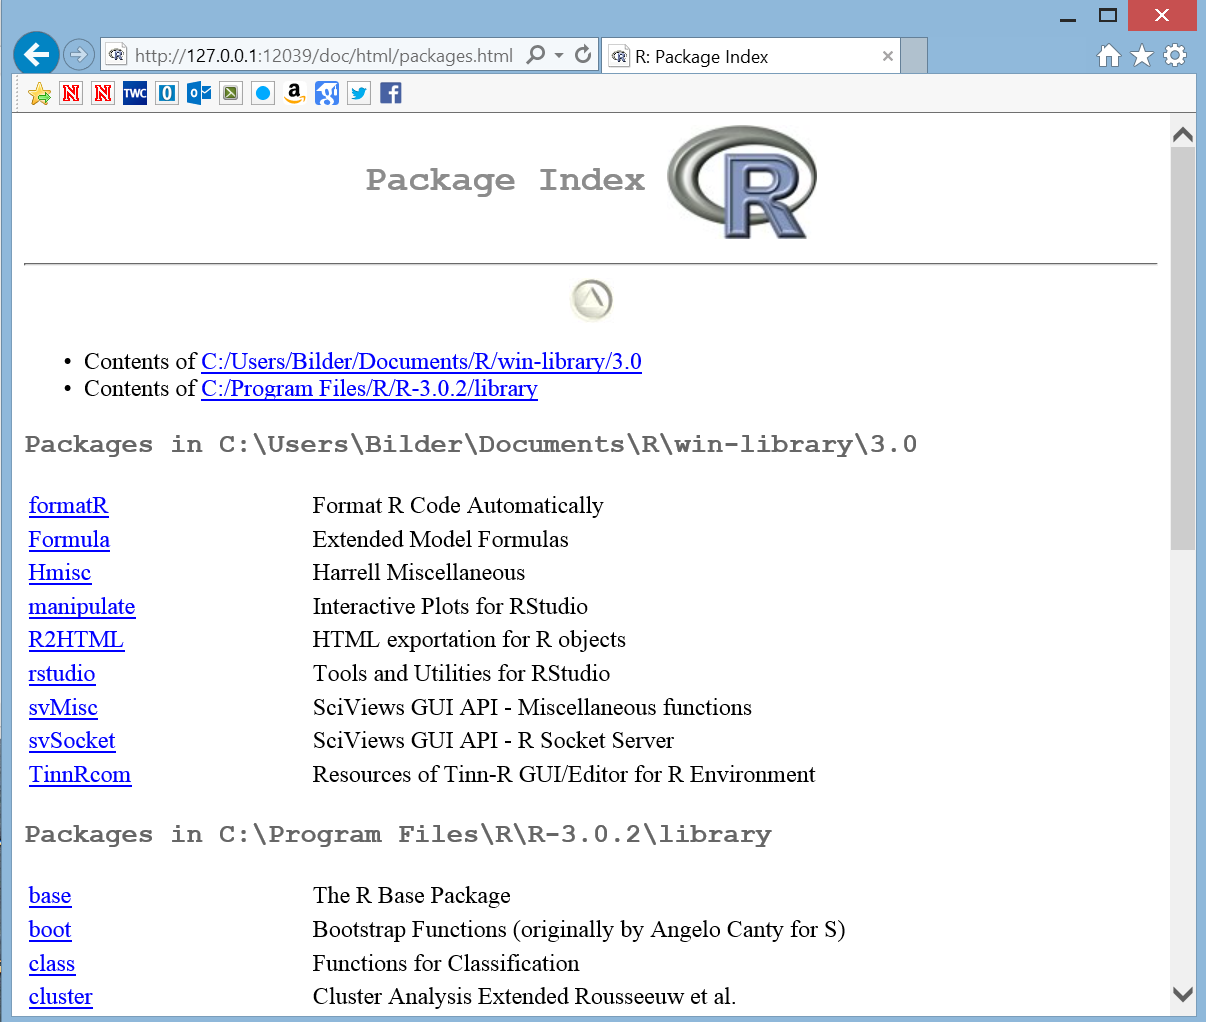 http://127.0.0.1:12039/doc/html/packages.html
R: Package Index
N N TWC O o
Package Index R
Contents of C:/Users/Bilder/Documents/R/win-library/3.0
Contents of C:/Program Files/R/R-3.0.2/library
Packages in C:\Users\Bilder\Documents\R\win-library\3.0
formatR Format R Code Automatically
Formula Extended Model Formulas
Hmisc Harrell Miscellaneous
manipulate Interactive Plots for RStudio
R2HTML HTML exportation for R objects
rstudio Tools and Utilities for RStudio
svMisc SciViews GUI API - Miscellaneous functions
svSocket SciViews GUI API - R Socket Server
TinnRcom Resources of Tinn-R GUI/Editor for R Environment
Packages in C:\Program Files\R\R-3.0.2\library
base The R Base Package
boot Bootstrap Functions (originally by Angelo Canty for S)
class Functions for Classification
cluster Cluster Analysis Extended Rousseeuw et al.